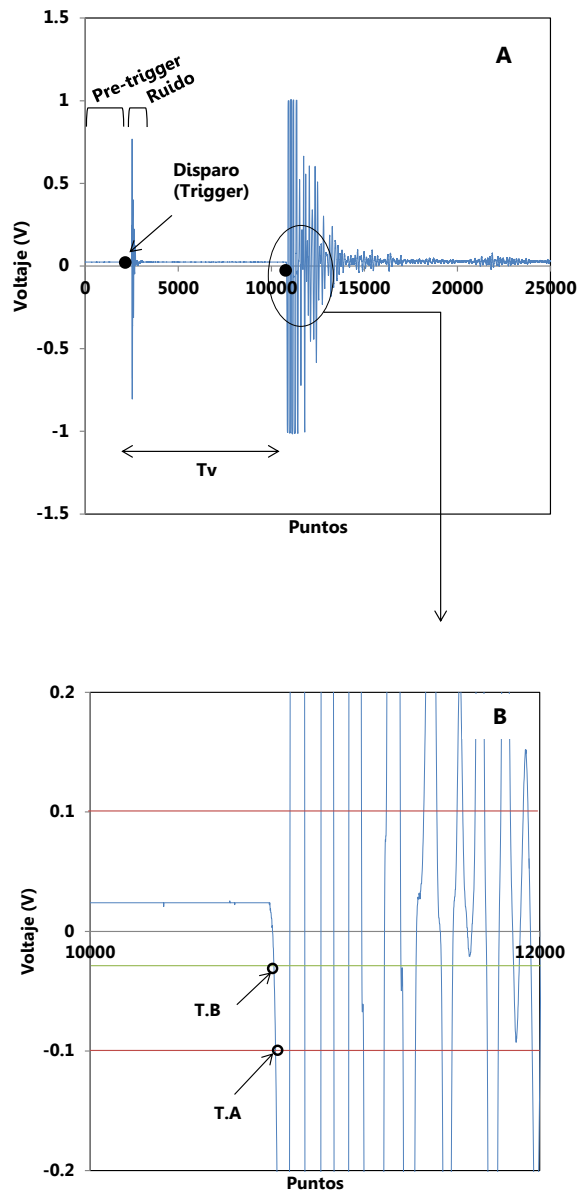 1.5
A
Pre-trigger
Ruido
1
Disparo
(Trigger)
0.5
Voltaje (V)
0
0
5000
10000
15000
20000
25000
-0.5
-1
Tv
-1.5
Puntos
0.2
B
0.1
Voltaje (V)
0
10000
12000
T.B
-0.1
T.A
-0.2
Puntos